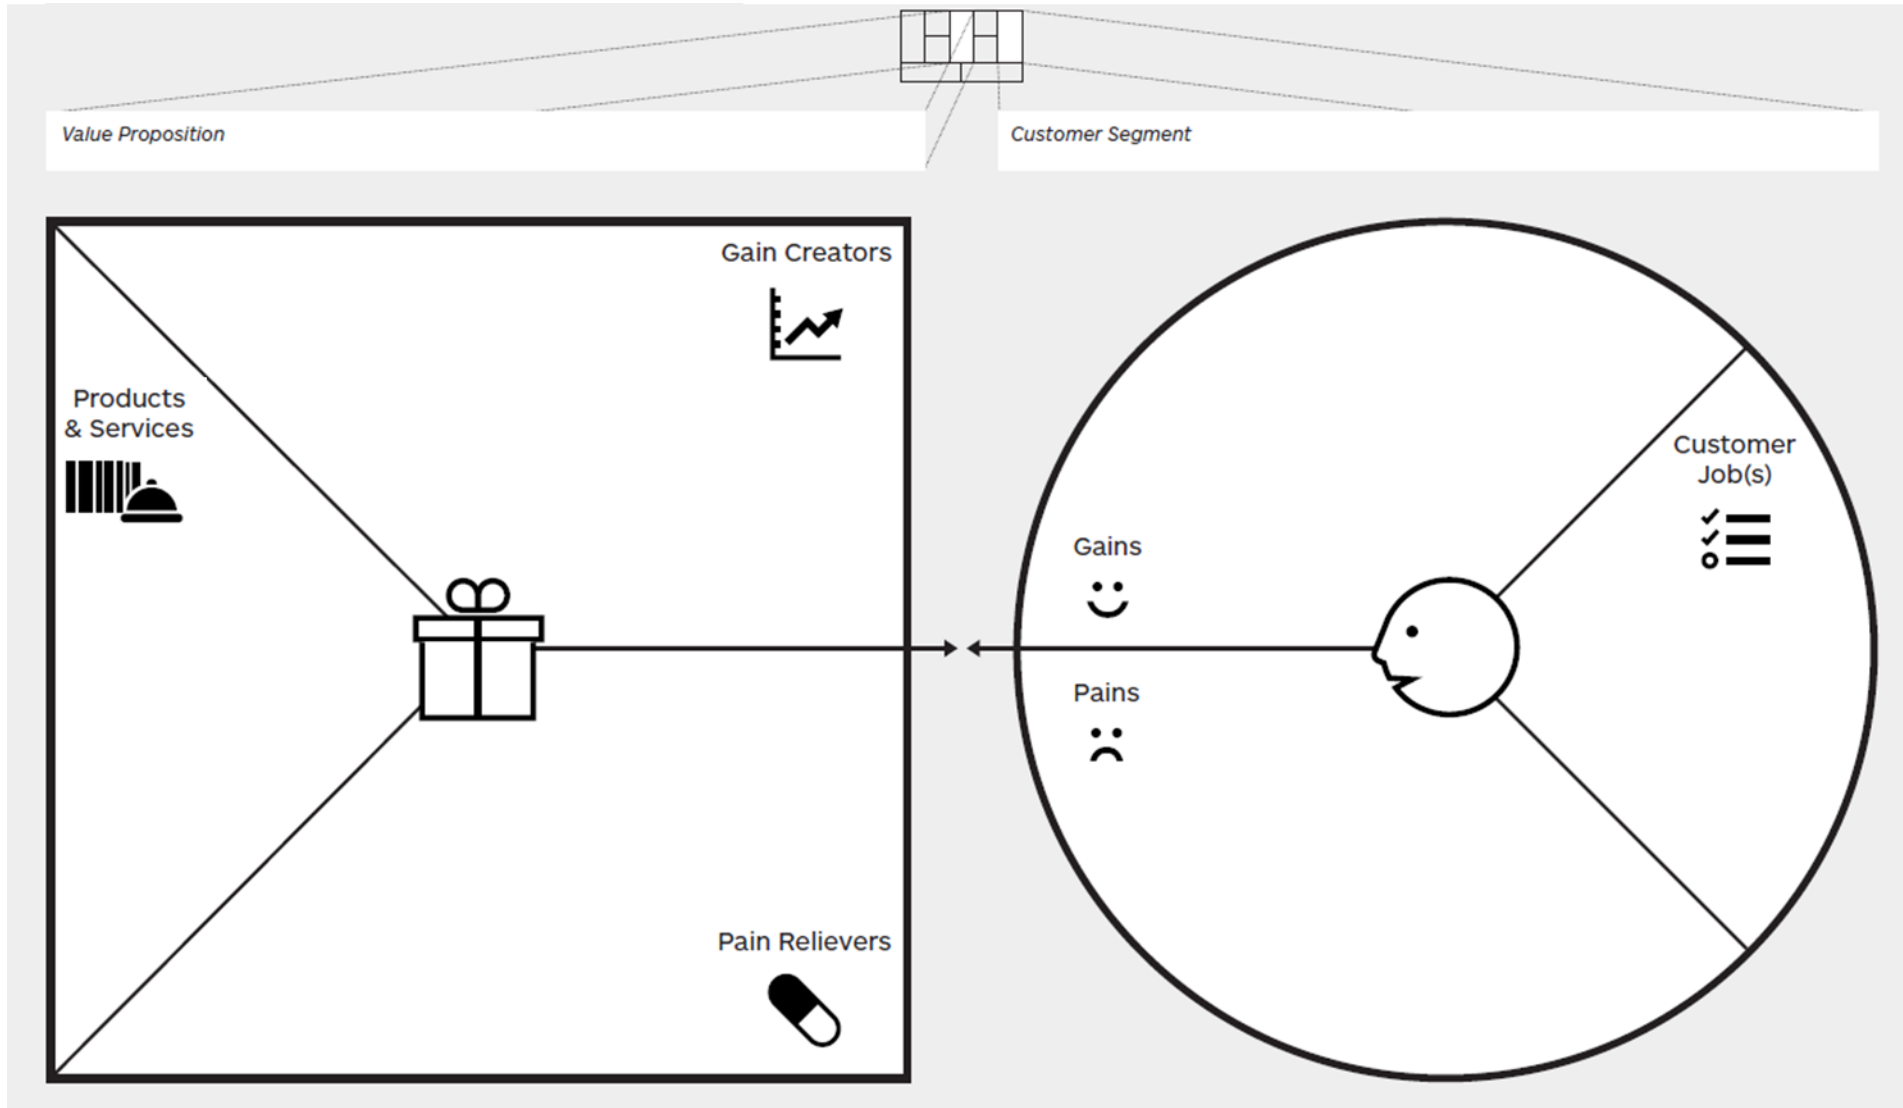 Value Proposition
Customer Segment
Gain Creators
Products
& Services
Pain Relievers
Gains
Pains
Customer
Job(s)